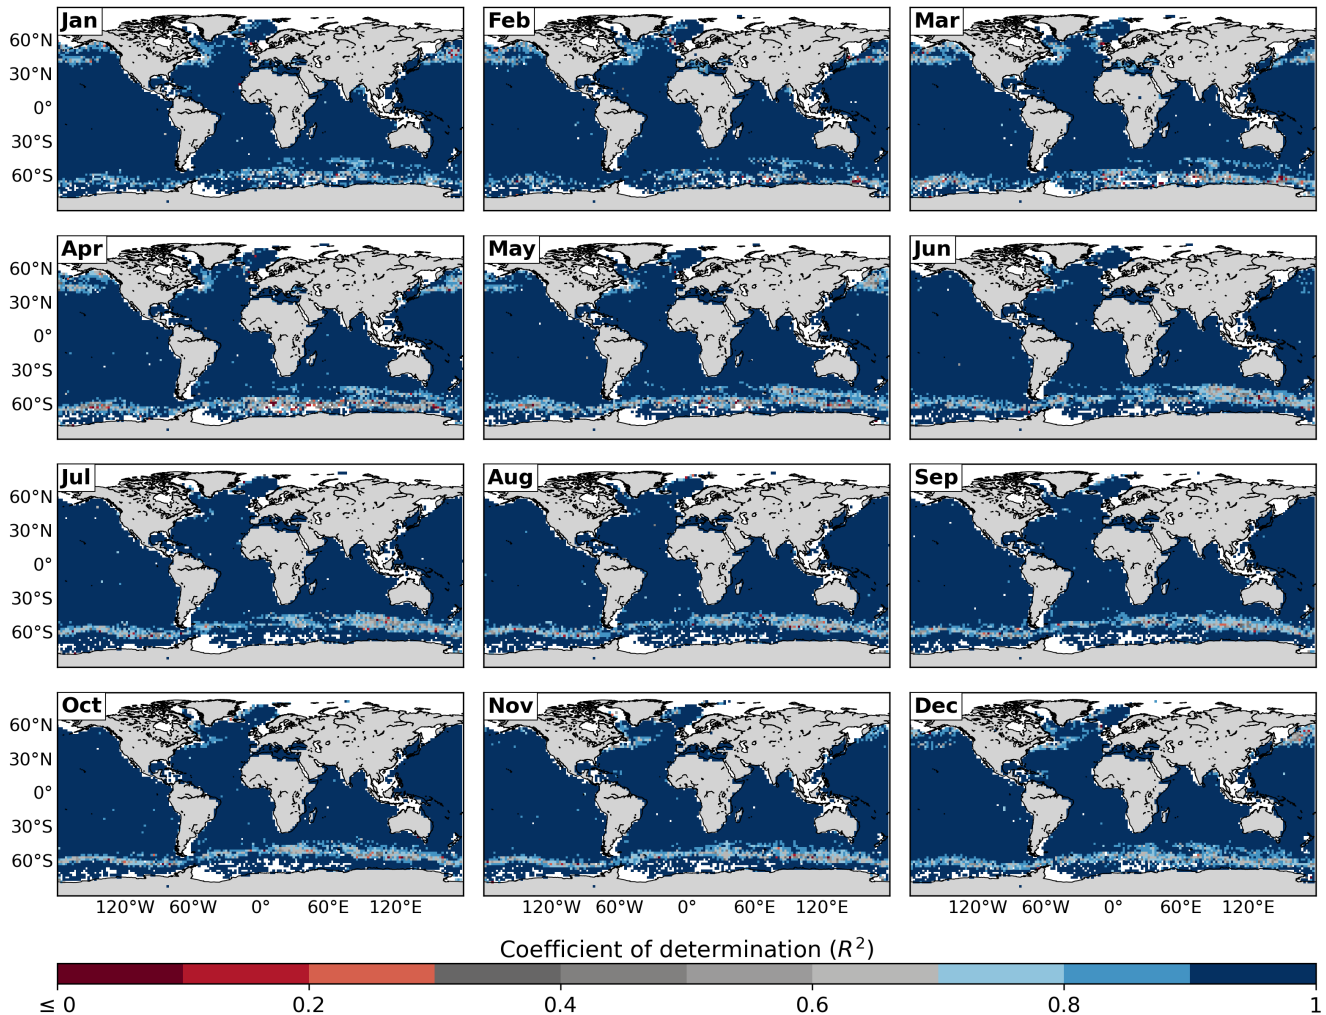 Jan Feb Mar
60°N
30°N
0°
30°S
60°S
Apr May Jun
60°N
30°N
0°
30°S
60°S
Jul Aug Sep
60°N
30°N
0°
30°S
60°S
Oct Nov Dec
60°N
30°N
0°
30°S
60°S
120°W 60°W 0° 60°E 120°E 120°W 60°W 0° 60°E 120°E 120°W 60°W 0° 60°E 120°E
Coefficient of determination (R²)
≤ 0 0.2 0.4 0.6 0.8 1